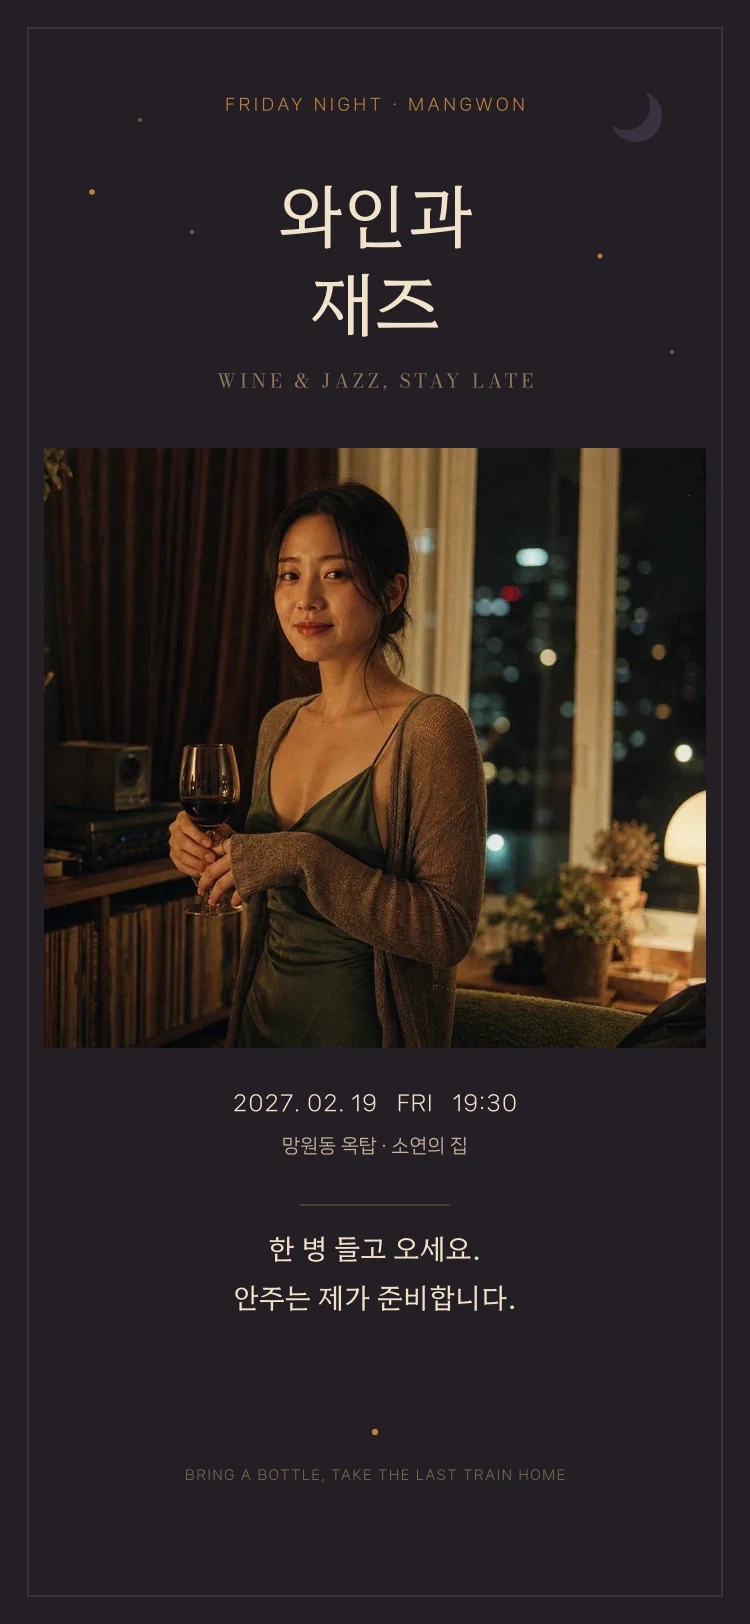 FRIDAY NIGHT · MANGWON
와인과
재즈
WINE & JAZZ, STAY LATE
2027. 02. 19 FRI 19:30
망원동 옥탑 · 소연의 집
한 병 들고 오세요.
안주는 제가 준비합니다.
BRING A BOTTLE, TAKE THE LAST TRAIN HOME